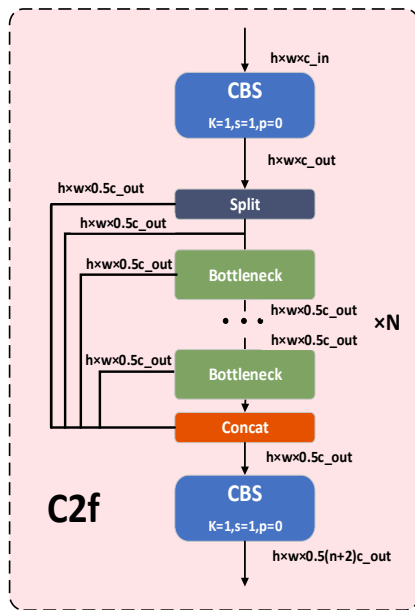 h×w×c_in
CBS
K=1,s=1,p=0
h×w×c_out
h×w×0.5c_out
Split
h×w×0.5c_out
h×w×0.5c_out
Bottleneck
h×w×0.5c_out
• • •
×N
h×w×0.5c_out
h×w×0.5c_out
Bottleneck
Concat
h×w×0.5c_out
CBS
K=1,s=1,p=0
C2f
h×w×0.5(n+2)c_out